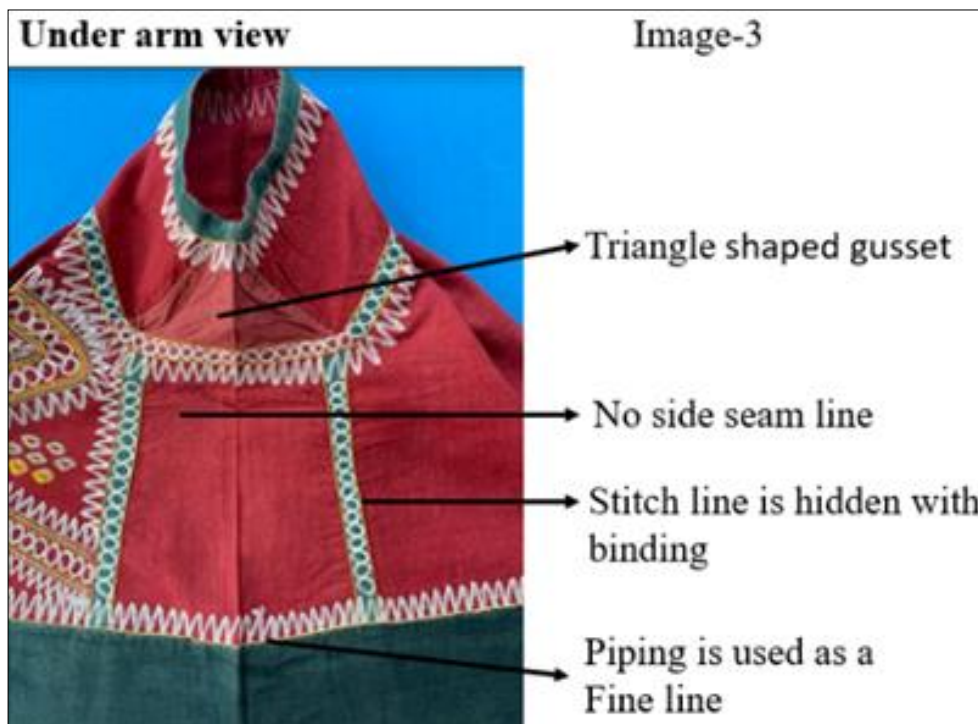 Under arm view
Image-3
Triangle shaped gusset
No side seam line
Stitch line is hidden with
binding
Piping is used as a
Fine line